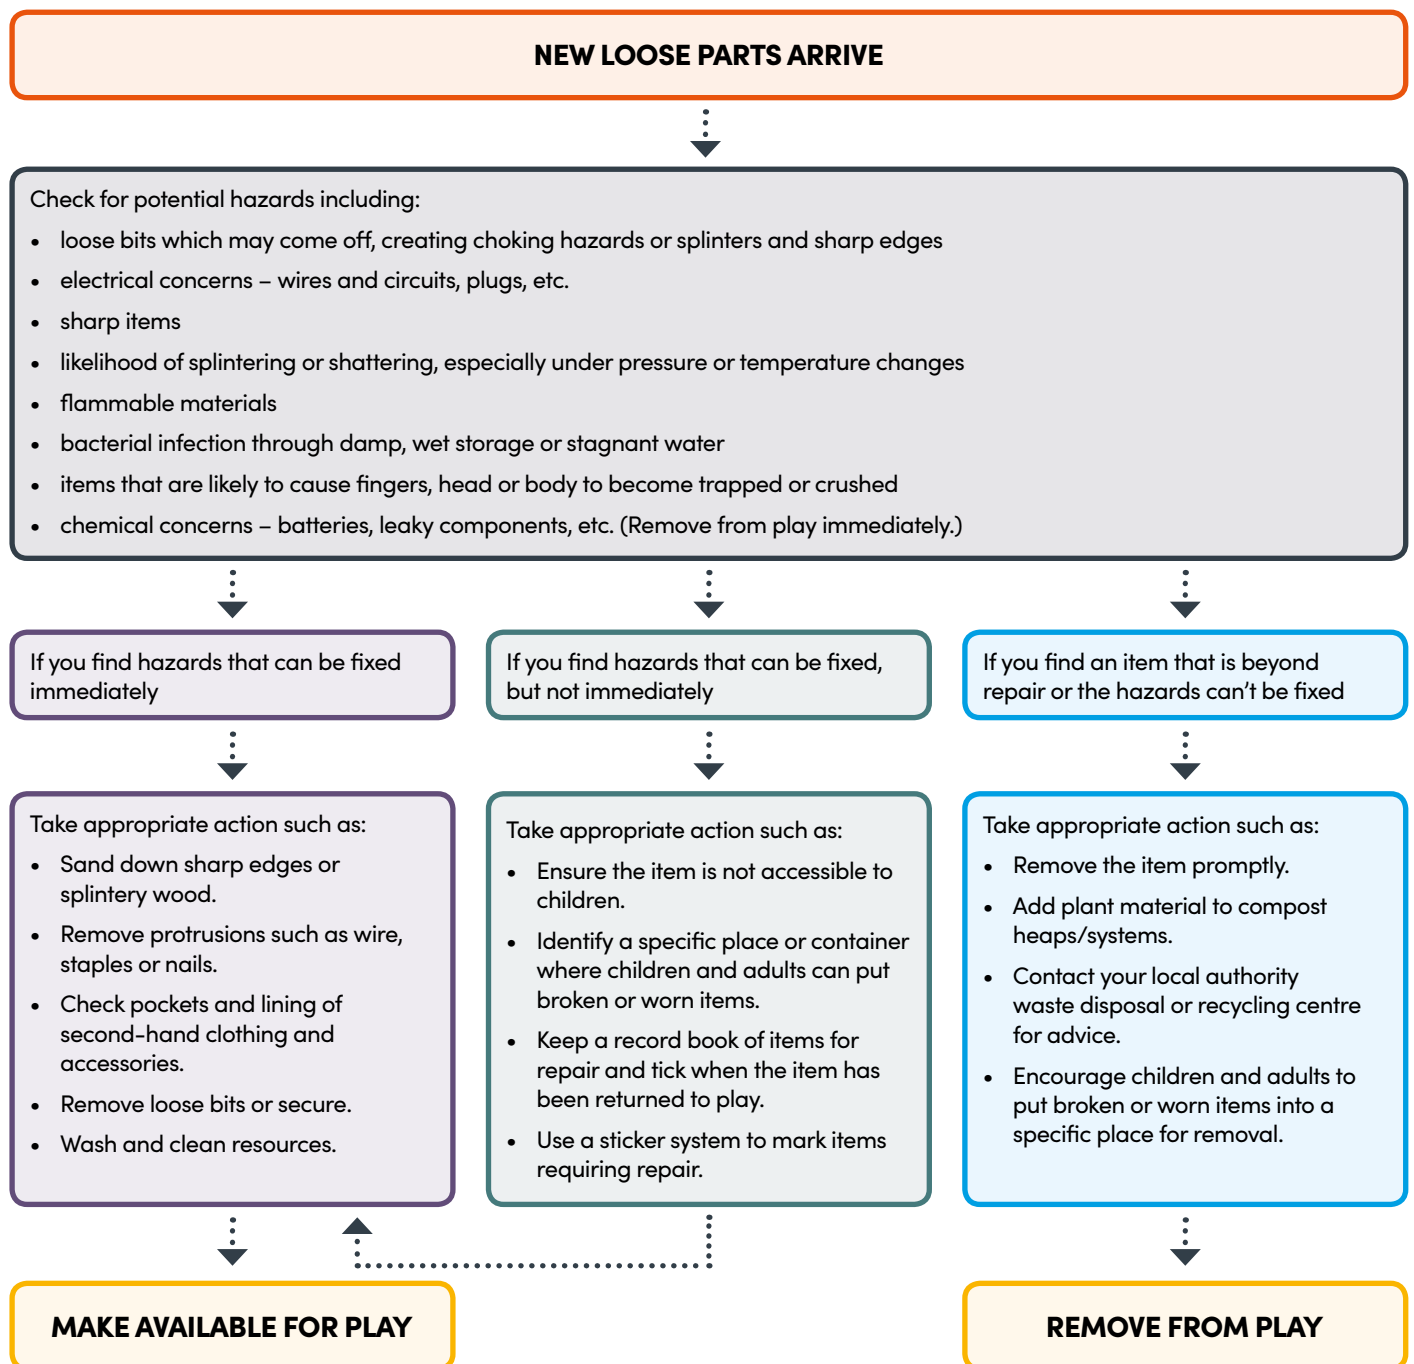 NEW LOOSE PARTS ARRIVE
Check for potential hazards including:
• loose bits which may come off, creating choking hazards or splinters and sharp edges
• electrical concerns – wires and circuits, plugs, etc.
• sharp items
• likelihood of splintering or shattering, especially under pressure or temperature changes
• flammable materials
• bacterial infection through damp, wet storage or stagnant water
• items that are likely to cause fingers, head or body to become trapped or crushed
• chemical concerns – batteries, leaky components, etc. (Remove from play immediately.)
If you find hazards that can be fixed
immediately
If you find hazards that can be fixed,
but not immediately
If you find an item that is beyond
repair or the hazards can’t be fixed
Take appropriate action such as:
• Sand down sharp edges or
splintery wood.
• Remove protrusions such as wire,
staples or nails.
• Check pockets and lining of
second-hand clothing and
accessories.
• Remove loose bits or secure.
• Wash and clean resources.
Take appropriate action such as:
• Ensure the item is not accessible to
children.
• Identify a specific place or container
where children and adults can put
broken or worn items.
• Keep a record book of items for
repair and tick when the item has
been returned to play.
• Use a sticker system to mark items
requiring repair.
Take appropriate action such as:
• Remove the item promptly.
• Add plant material to compost
heaps/systems.
• Contact your local authority
waste disposal or recycling centre
for advice.
• Encourage children and adults to
put broken or worn items into a
specific place for removal.
MAKE AVAILABLE FOR PLAY
REMOVE FROM PLAY